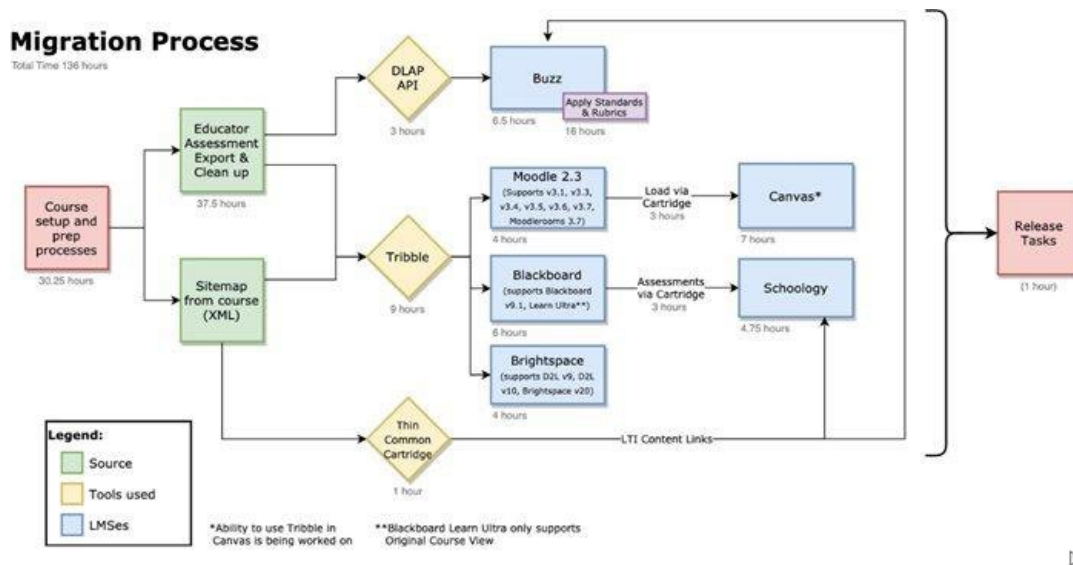 Migration Process
Total Time 136 hours
DLAP
API
3 hours
Buzz
6.5 hours
Apply Standards
& Rubrics
16 hours
Educator
Assessment
Export &
Clean up
37.5 hours
Course
setup and
prep
processes
30.25 hours
Moodle 2.3
(Supports v3.1, v3.3,
v3.4, v3.5, v3.6, v3.7,
Moodlerooms 3.7)
4 hours
Load via
Cartridge
3 hours
Canvas*
7 hours
Release
Tasks
(1 hour)
Sitemap
from course
(XML)
Tribble
9 hours
Blackboard
(supports Blackboard
v9.1, Learn Ultra**)
6 hours
Assessments
via Cartridge
3 hours
Schoology
4.75 hours
Brightspace
(supports D2L v9, D2L
v10, Brightspace v20)
4 hours
Thin
Common
Cartridge
1 hour
LTI Content Links
Legend:
Source
Tools used
LMSes
*Ability to use Tribble in
Canvas is being worked on
**Blackboard Learn Ultra only supports
Original Course View